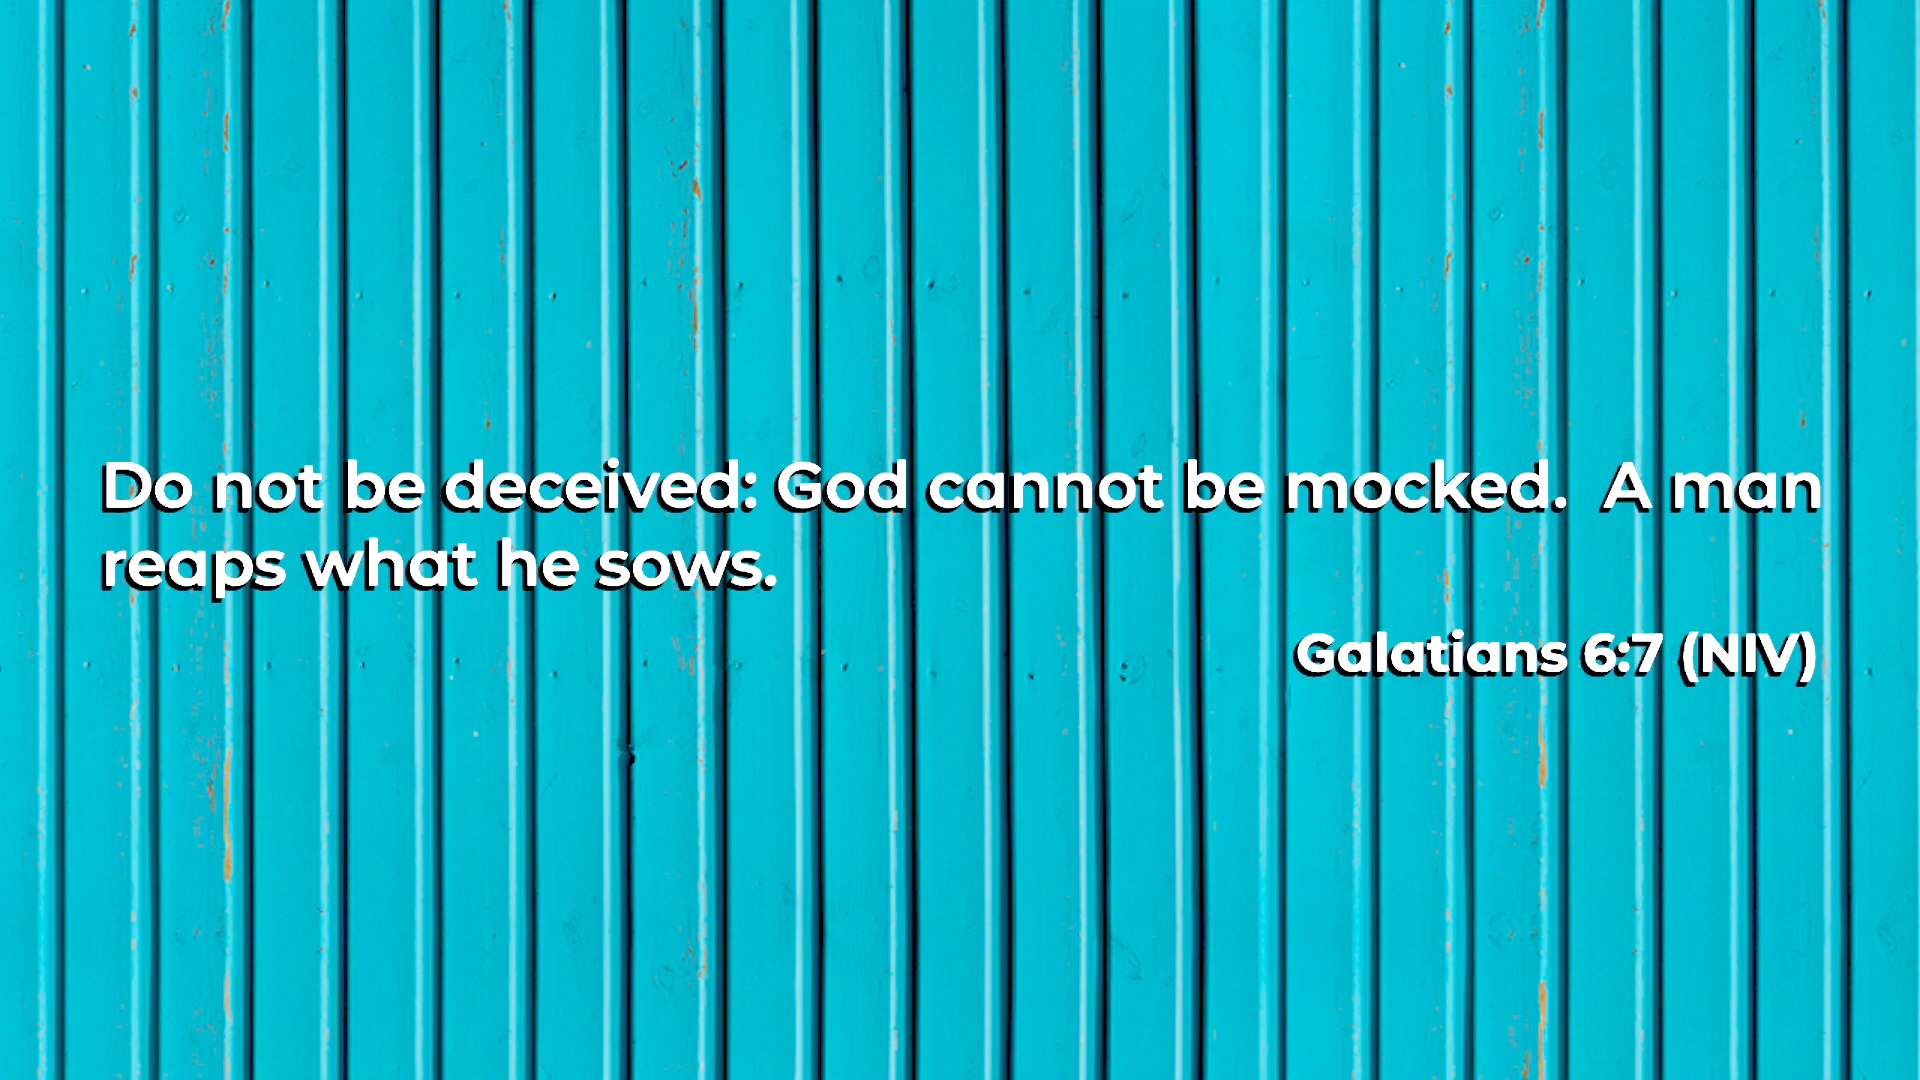 Do not be deceived: God cannot be mocked.  A man
reaps what he sows.
Galatians 6:7 (NIV)